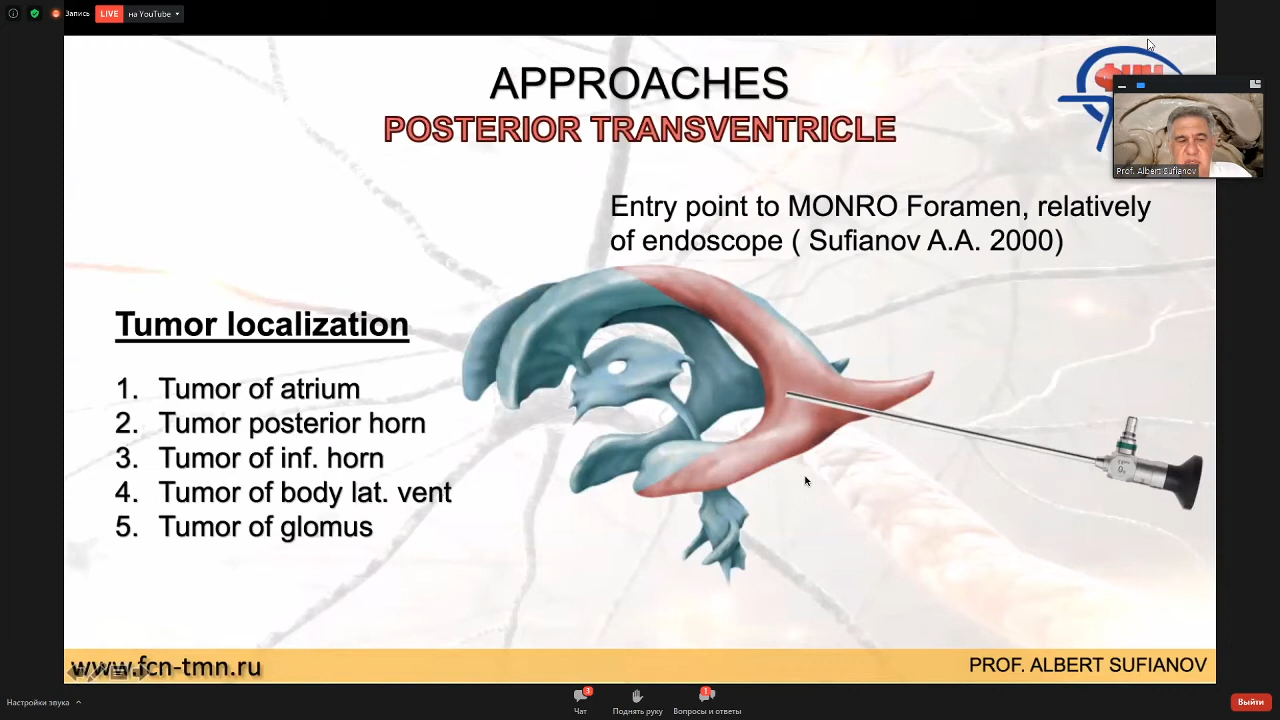 Запись
LIVE
на YouTube
APPROACHES
POSTERIOR TRANSVENTRICLE
Prof. Albert Sufianov
Entry point to MONRO Foramen, relatively
of endoscope ( Sufianov A.A. 2000)
Tumor localization
1. Tumor of atrium
2. Tumor posterior horn
3. Tumor of inf. horn
4. Tumor of body lat. vent
5. Tumor of glomus
www.fcn-tmn.ru
PROF. ALBERT SUFIANOV
Настройки звука
3
Чат
Поднять руку
1
Вопросы и ответы
Выйти